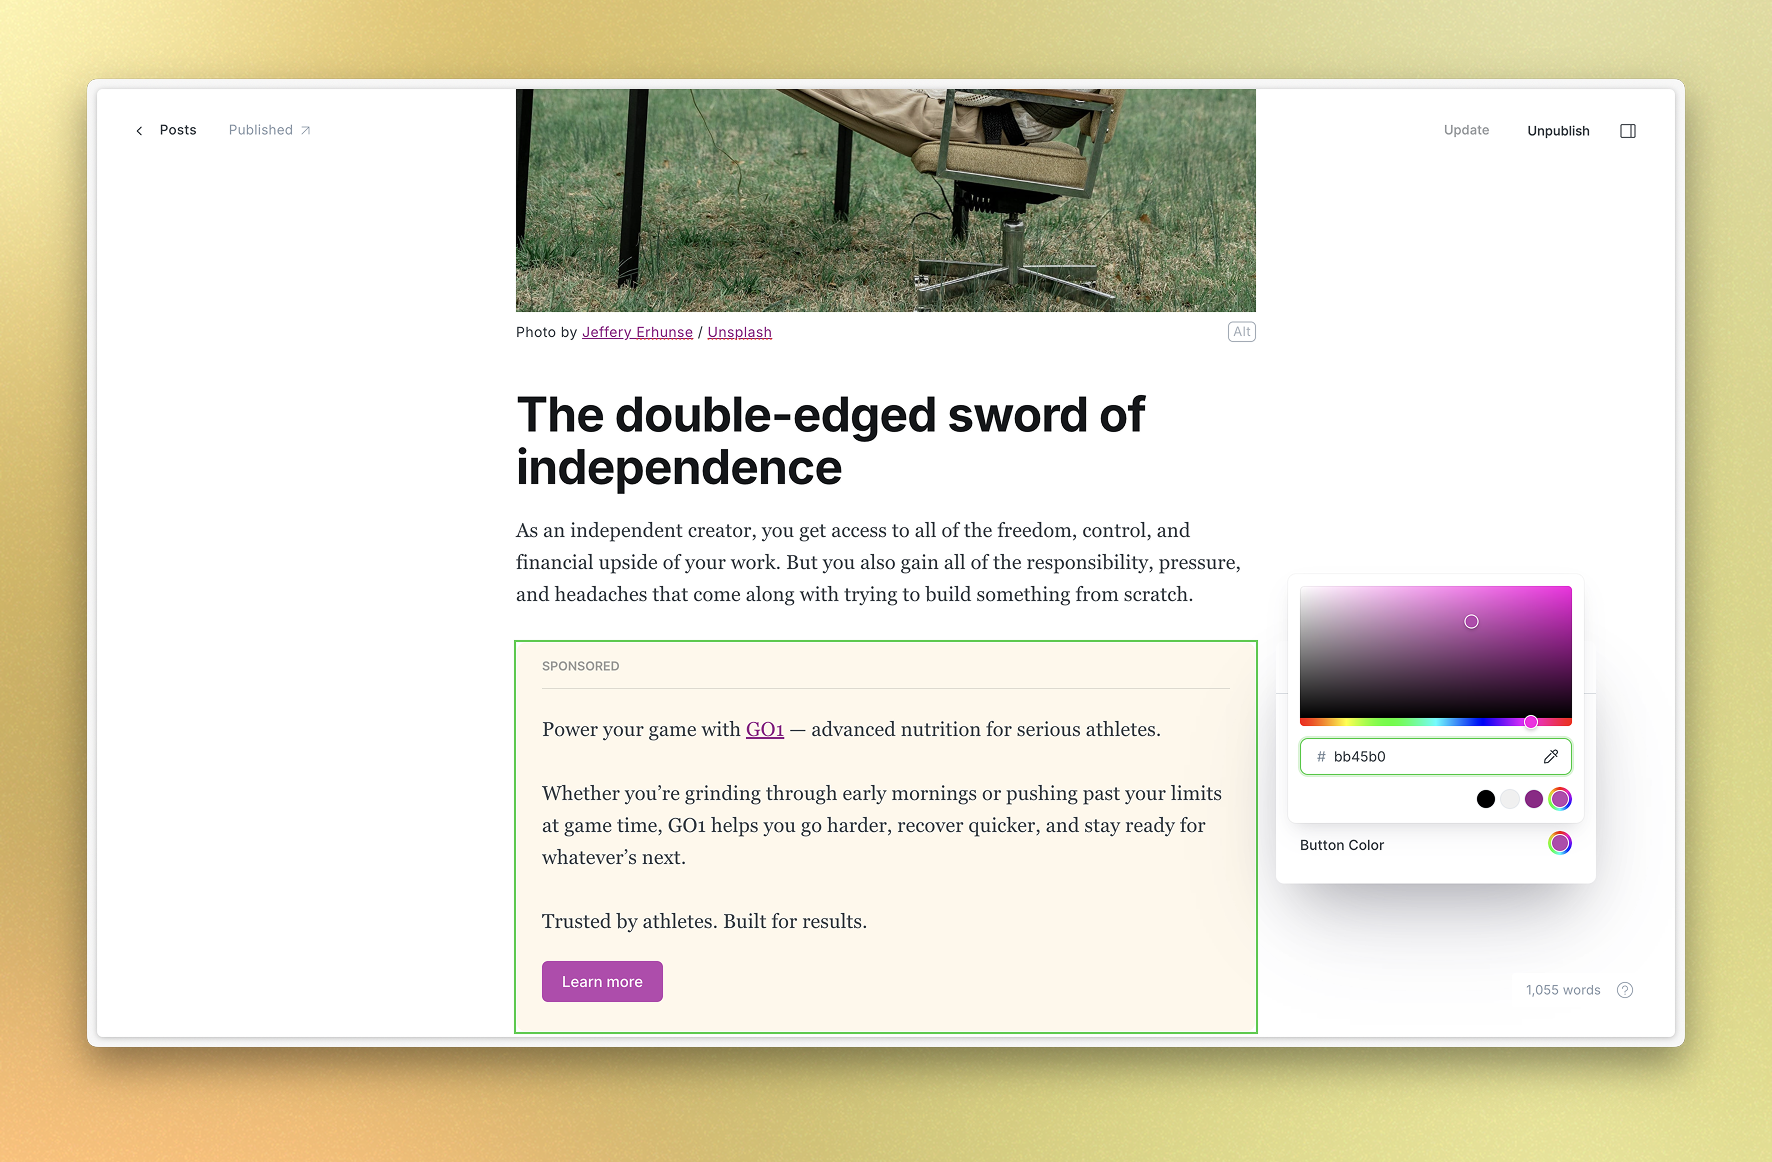 Posts Published
Update Unpublish
Photo by Jeffery Erhunse / Unsplash
Alt
The double-edged sword of
independence
As an independent creator, you get access to all of the freedom, control, and
financial upside of your work. But you also gain all of the responsibility, pressure,
and headaches that come along with trying to build something from scratch.
SPONSORED
Power your game with GO1 — advanced nutrition for serious athletes.
Whether you’re grinding through early mornings or pushing past your limits
at game time, GO1 helps you go harder, recover quicker, and stay ready for
whatever’s next.
Trusted by athletes. Built for results.
Learn more
# bb45b0
Button Color
1,055 words
?